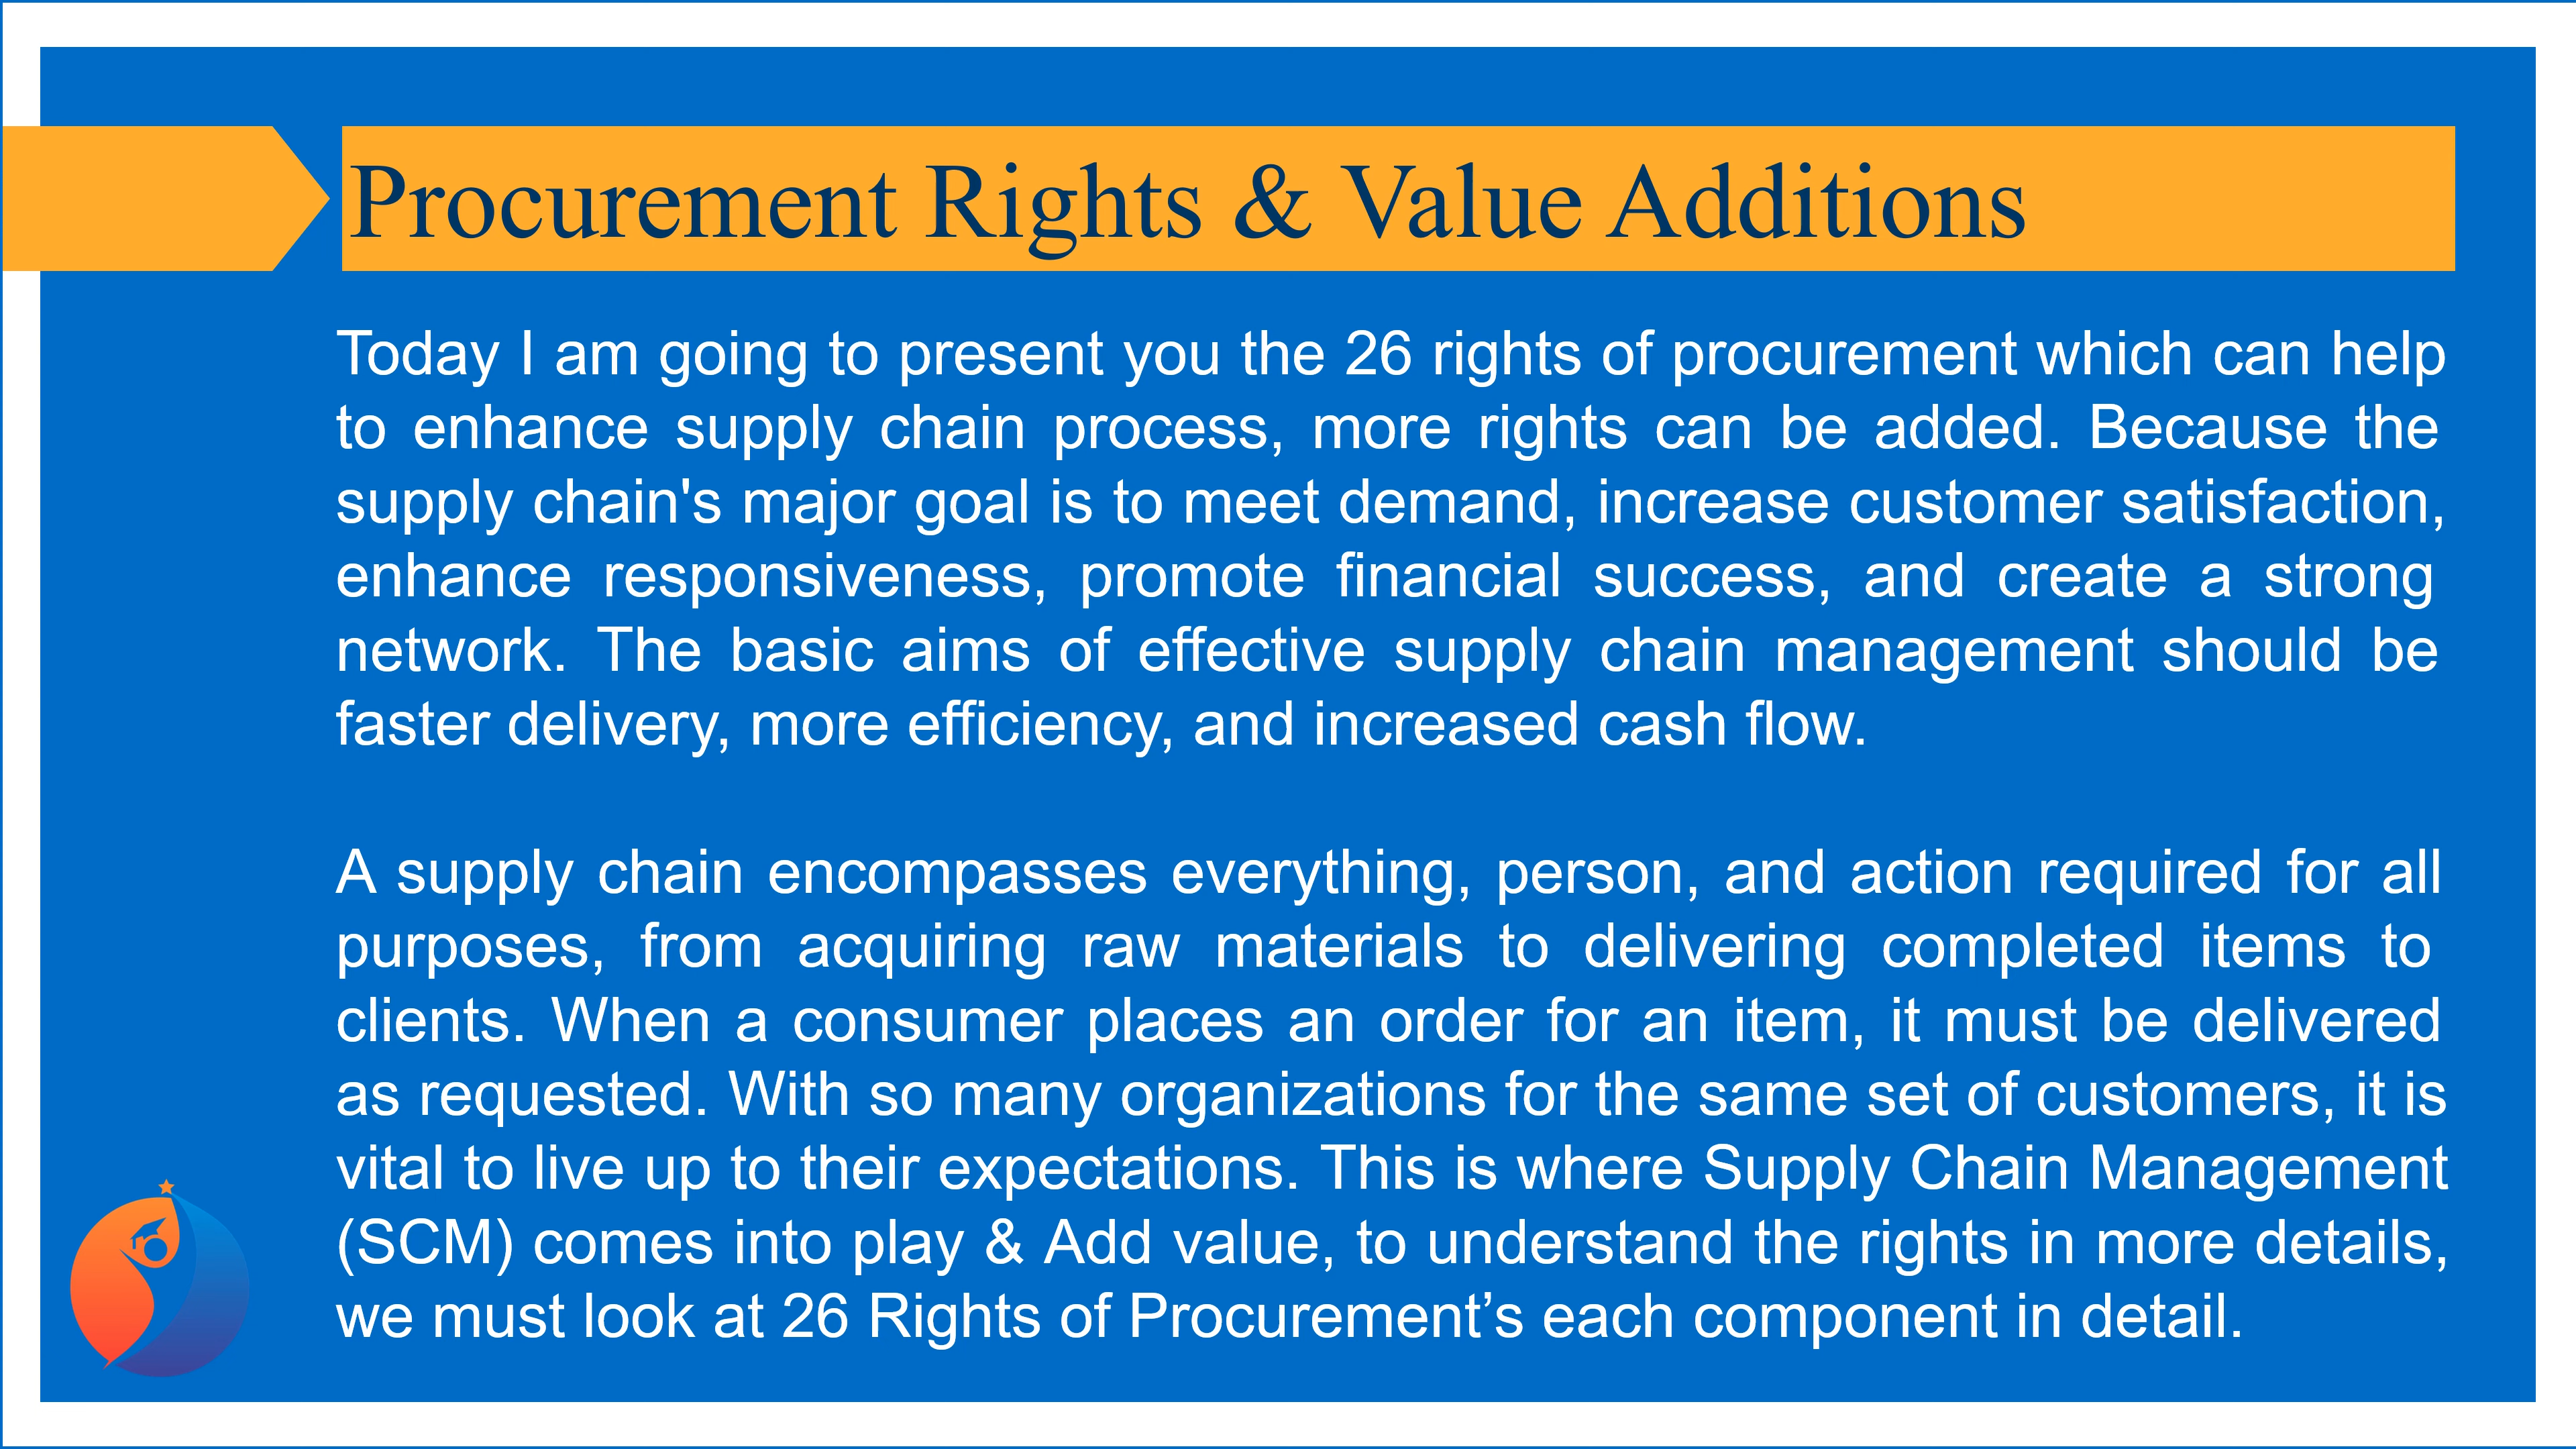 Procurement Rights & Value Additions
Today I am going to present you the 26 rights of procurement which can help
to enhance supply chain process, more rights can be added. Because the
supply chain's major goal is to meet demand, increase customer satisfaction,
enhance responsiveness, promote financial success, and create a strong
network. The basic aims of effective supply chain management should be
faster delivery, more efficiency, and increased cash flow.
A supply chain encompasses everything, person, and action required for all
purposes, from acquiring raw materials to delivering completed items to
clients. When a consumer places an order for an item, it must be delivered
as requested. With so many organizations for the same set of customers, it is
vital to live up to their expectations. This is where Supply Chain Management
(SCM) comes into play & Add value, to understand the rights in more details,
we must look at 26 Rights of Procurement’s each component in detail.